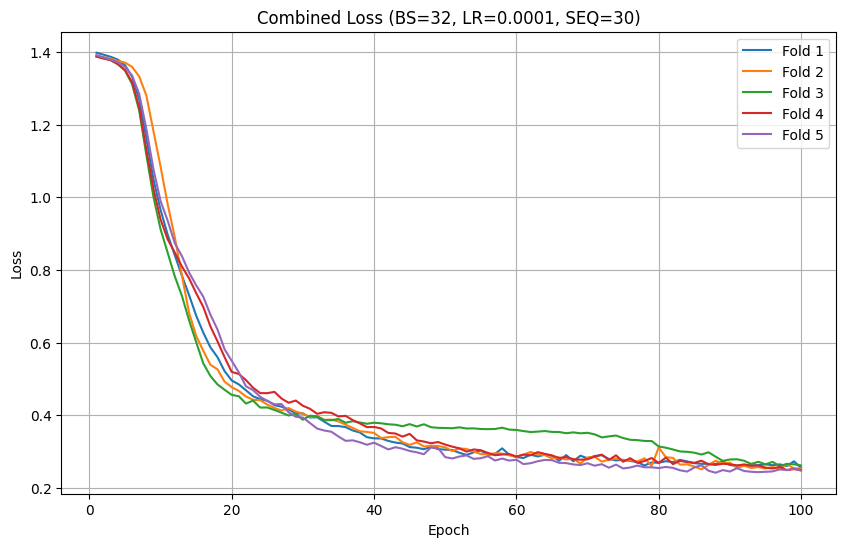 Combined Loss (BS=32, LR=0.0001, SEQ=30)
1.4
1.2
1.0
0.8
0.6
0.4
0.2
Loss
Fold 1
Fold 2
Fold 3
Fold 4
Fold 5
0 20 40 60 80 100
Epoch